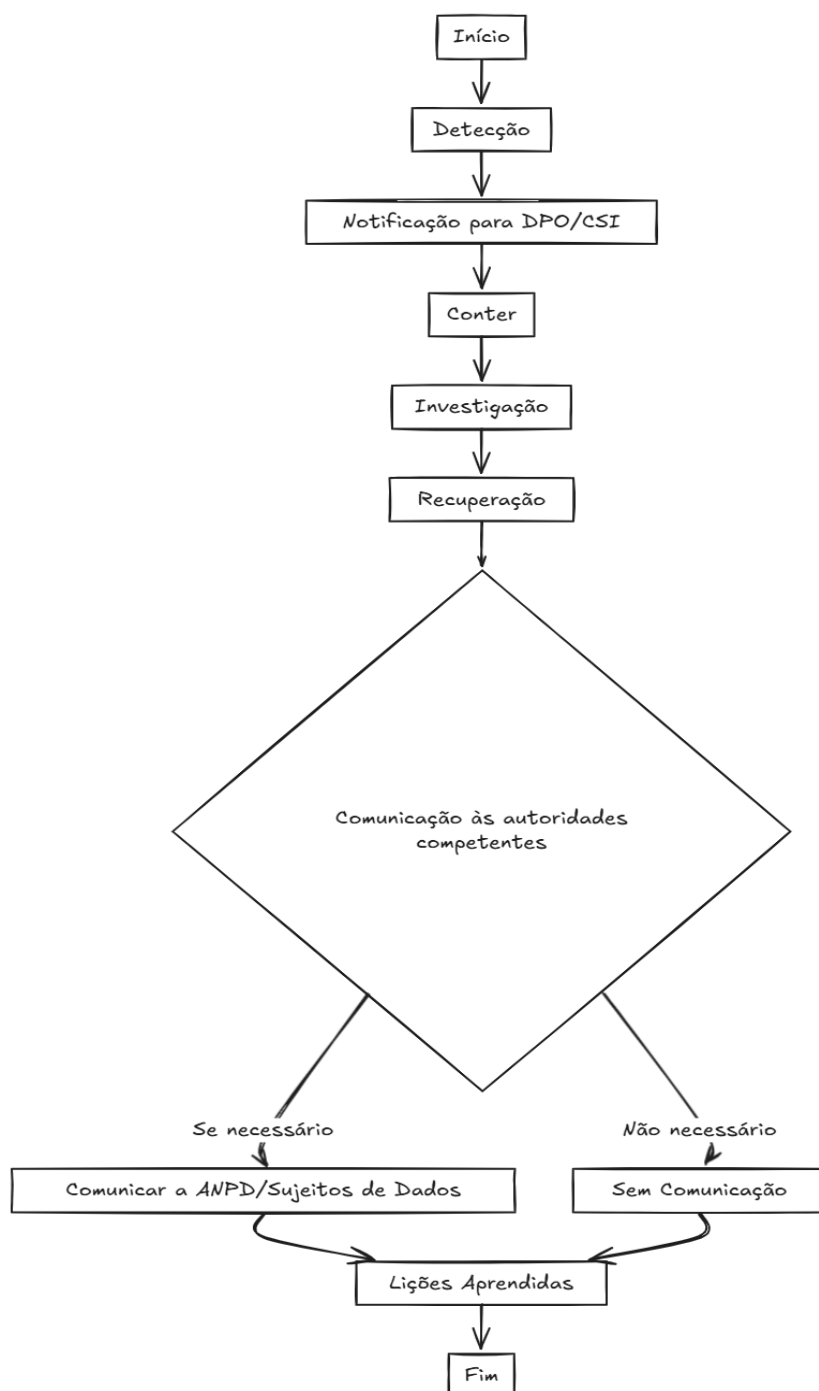 Início
Detecção
Notificação para DPO/CSI
Conter
Investigação
Recuperação
Comunicação às autoridades
competentes
Se necessário
Não necessário
Comunicar a ANPD/Sujeitos de Dados
Sem Comunicação
Lições Aprendidas
Fim